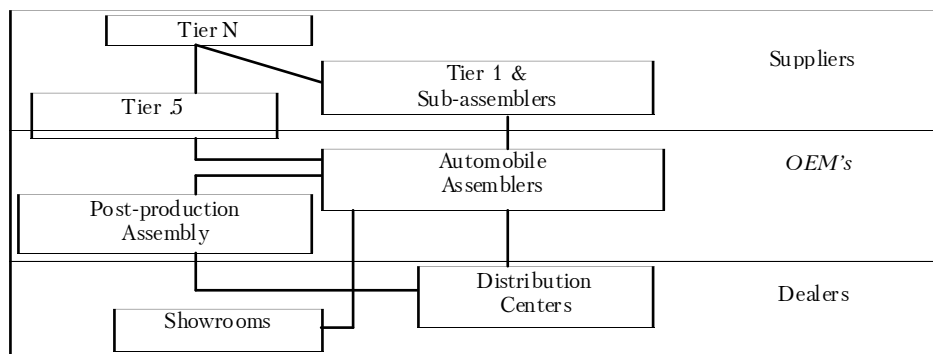 Tier N
Suppliers
Tier 1 &
Sub-assemblers
Tier .5
Automobile
Assemblers
OEM's
Post-production
Assembly
Distribution
Centers
Dealers
Showrooms